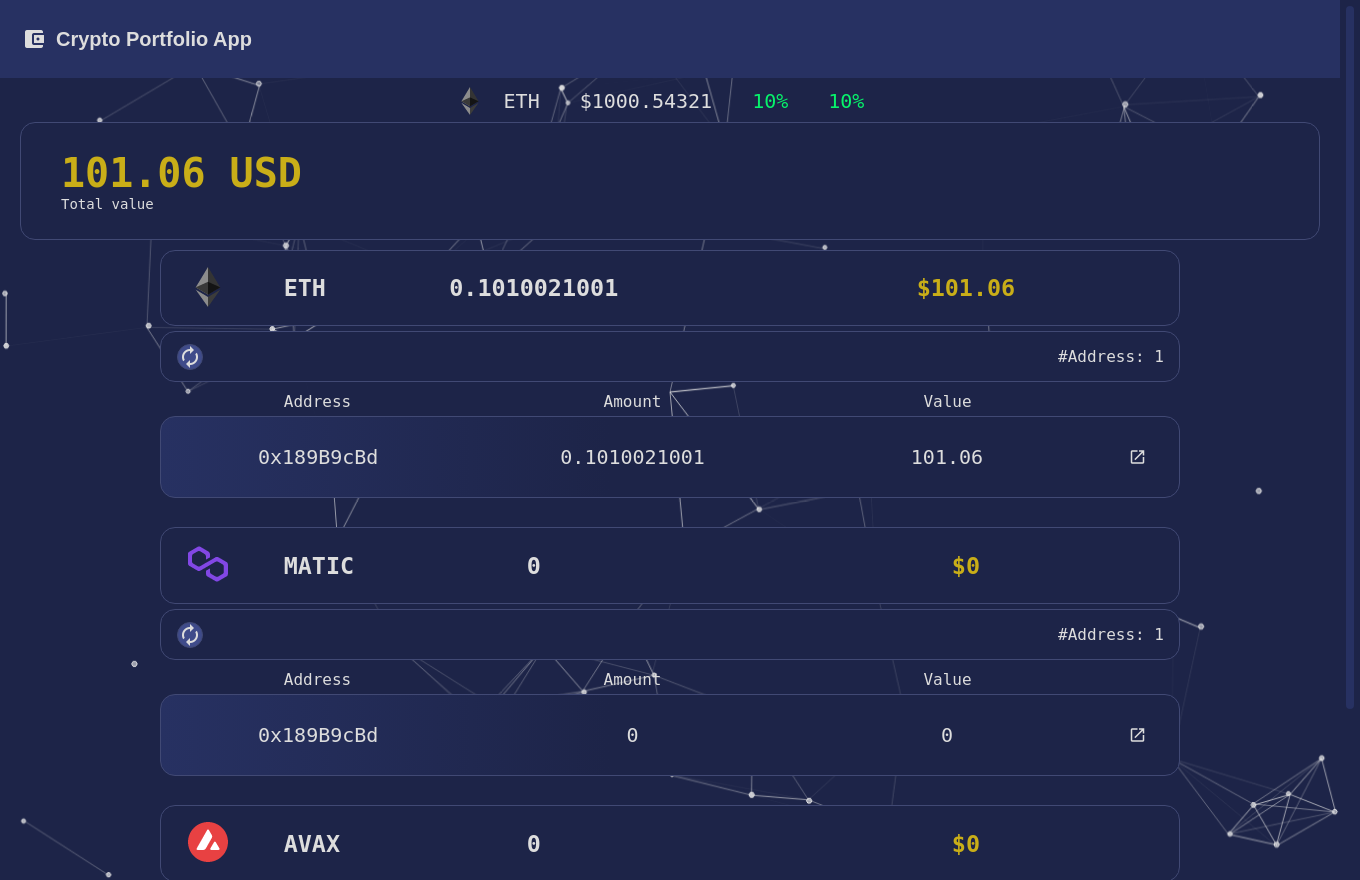 Crypto Portfolio App
ETH $1000.54321 10% 10%
101.06 USD
Total value
ETH 0.1010021001 $101.06
#Address: 1
Address Amount Value
0x189B9cBd 0.1010021001 101.06
MATIC 0 $0
#Address: 1
Address Amount Value
0x189B9cBd 0 0
AVAX 0 $0